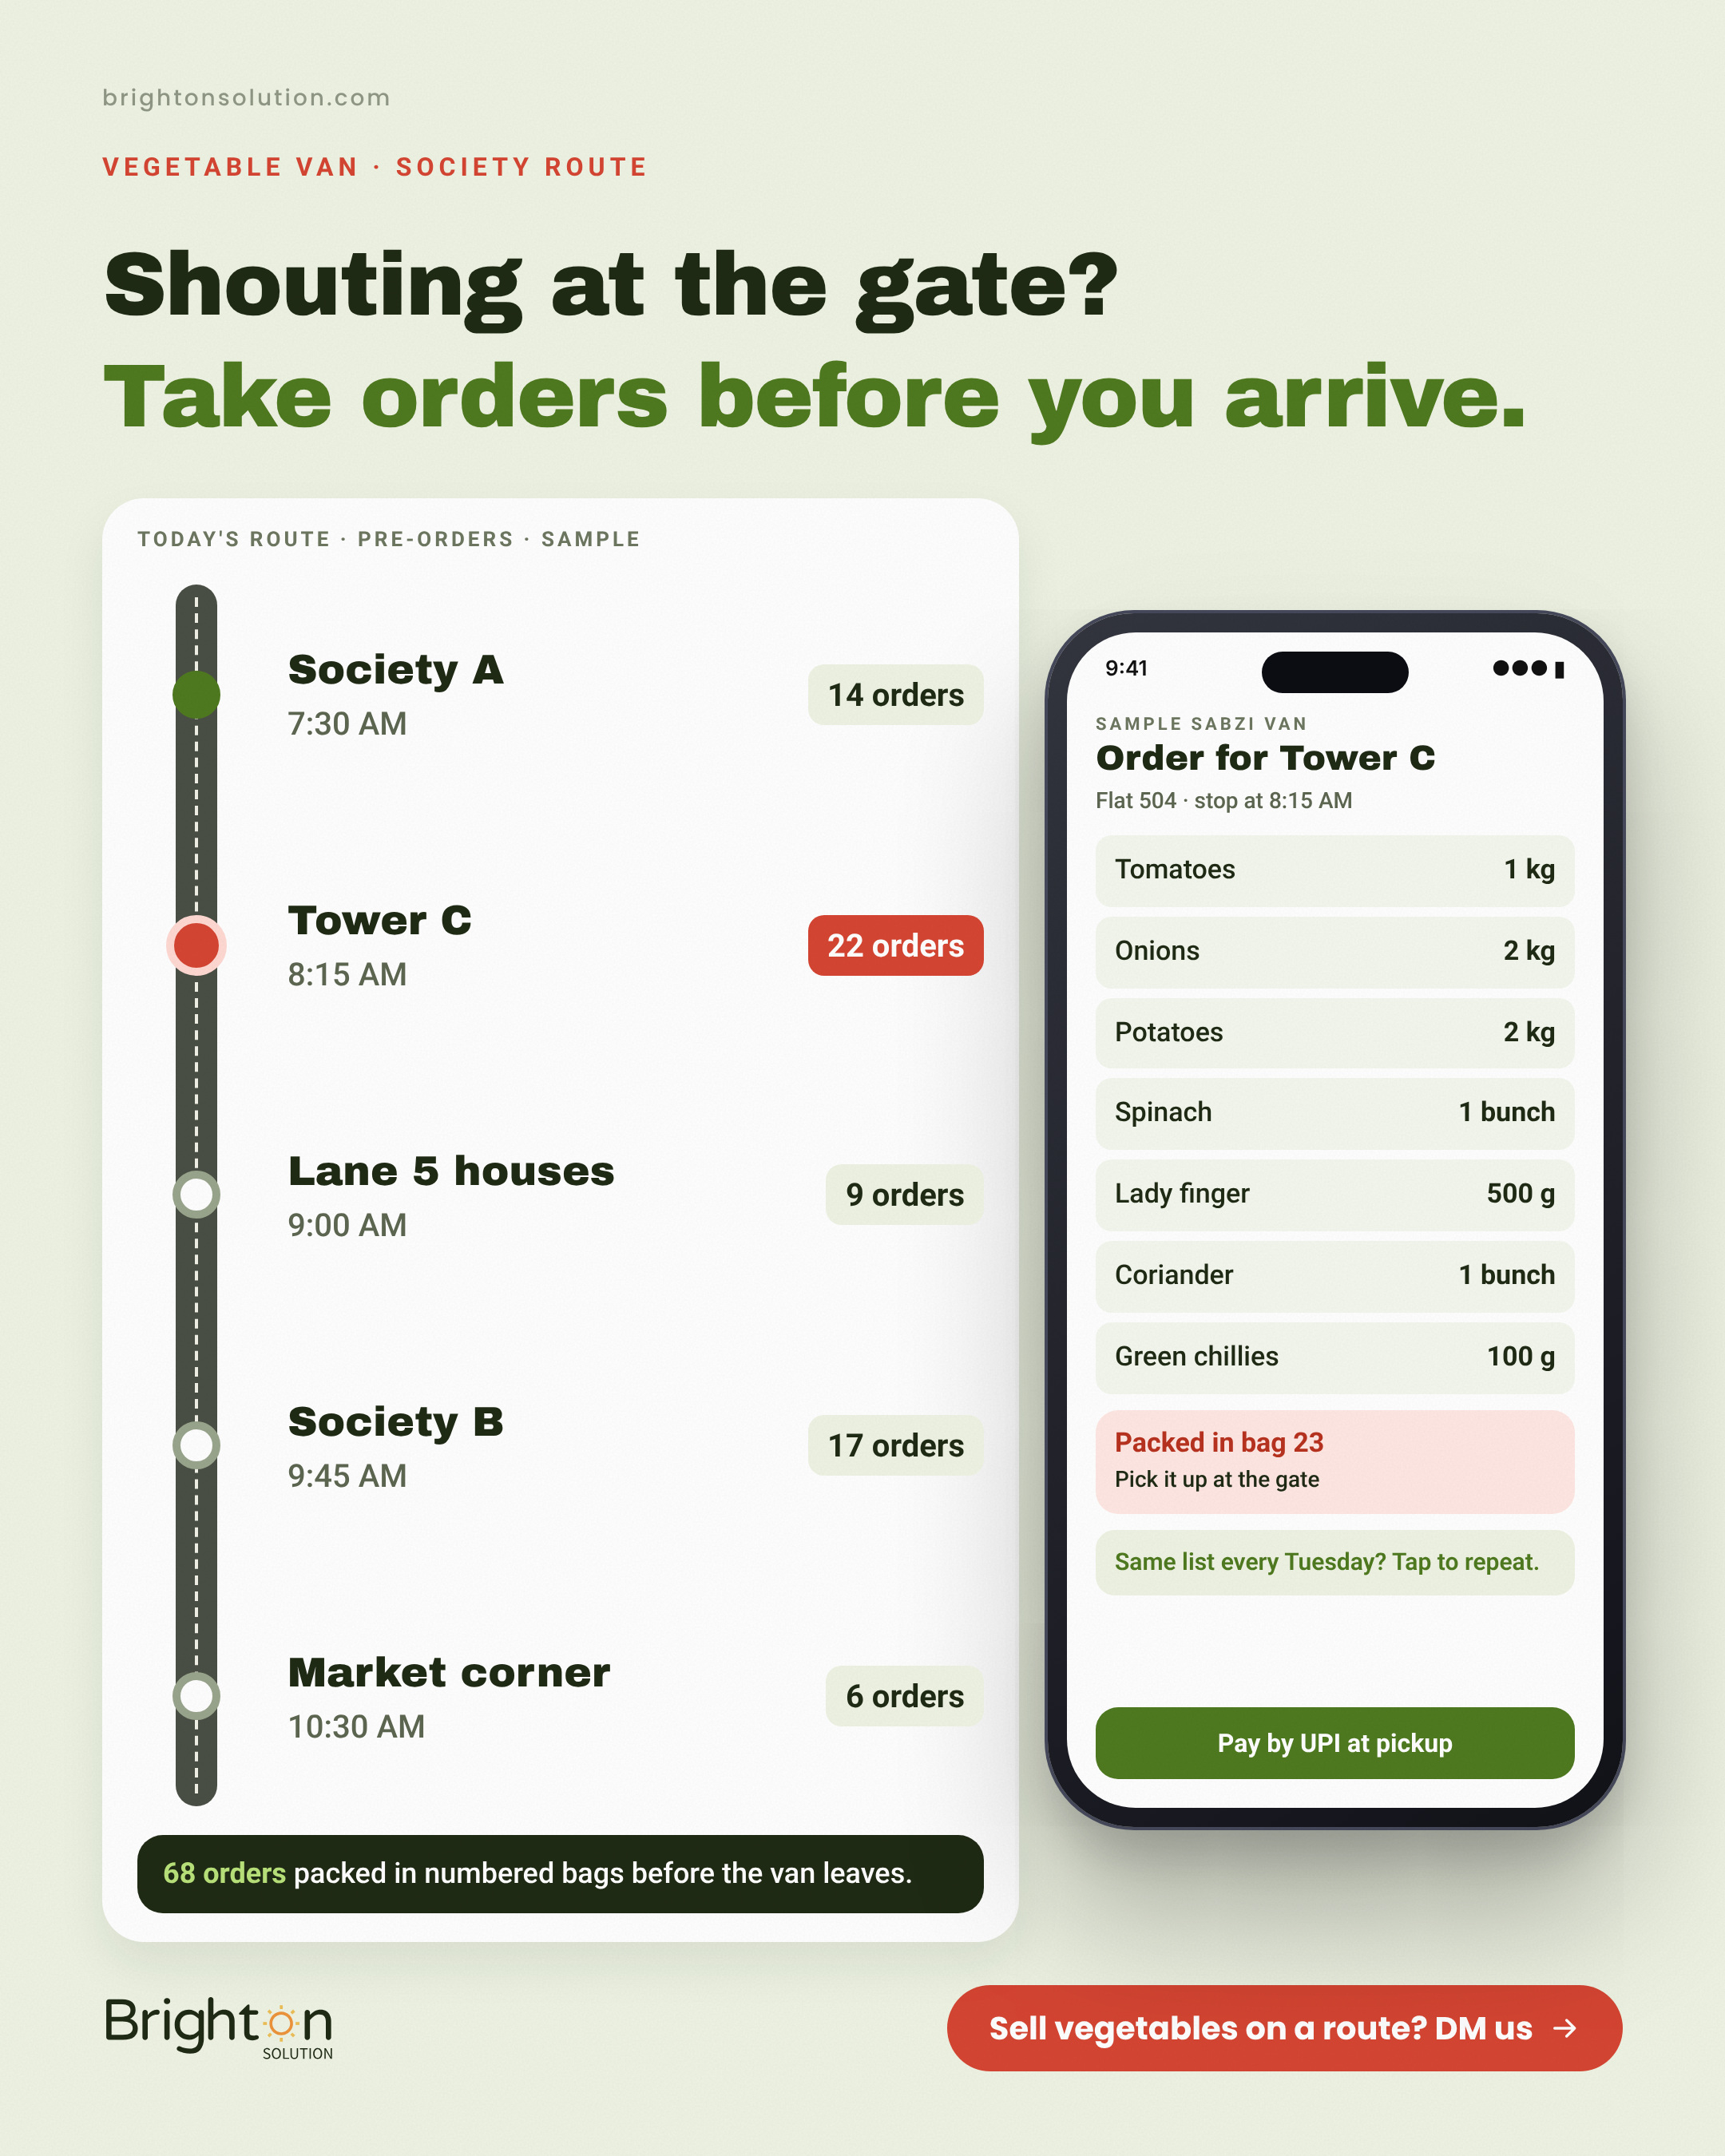 brightonsolution.com
VEGETABLE VAN · SOCIETY ROUTE
Shouting at the gate?
Take orders before you arrive.
TODAY'S ROUTE · PRE-ORDERS · SAMPLE
Society A
7:30 AM
14 orders
Tower C
8:15 AM
22 orders
Lane 5 houses
9:00 AM
9 orders
Society B
9:45 AM
17 orders
Market corner
10:30 AM
6 orders
68 orders packed in numbered bags before the van leaves.
9:41
SAMPLE SABZI VAN
Order for Tower C
Flat 504 · stop at 8:15 AM
Tomatoes 1 kg
Onions 2 kg
Potatoes 2 kg
Spinach 1 bunch
Lady finger 500 g
Coriander 1 bunch
Green chillies 100 g
Packed in bag 23
Pick it up at the gate
Same list every Tuesday? Tap to repeat.
Pay by UPI at pickup
Brighton
SOLUTION
Sell vegetables on a route? DM us →